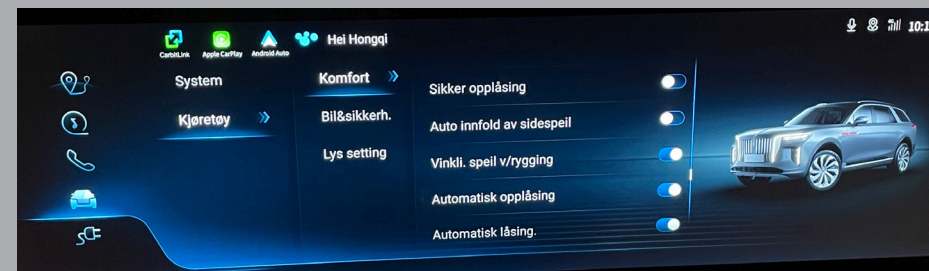 CarbitLink
Apple CarPlay
Android Auto
Hei Hongqi
System
Kjøretøy
Komfort
Bil&sikkerh.
Lys setting
Sikker opplåsing
Auto innfold av sidespeil
Vinkli. speil v/rygging
Automatisk opplåsing
Automatisk låsing.